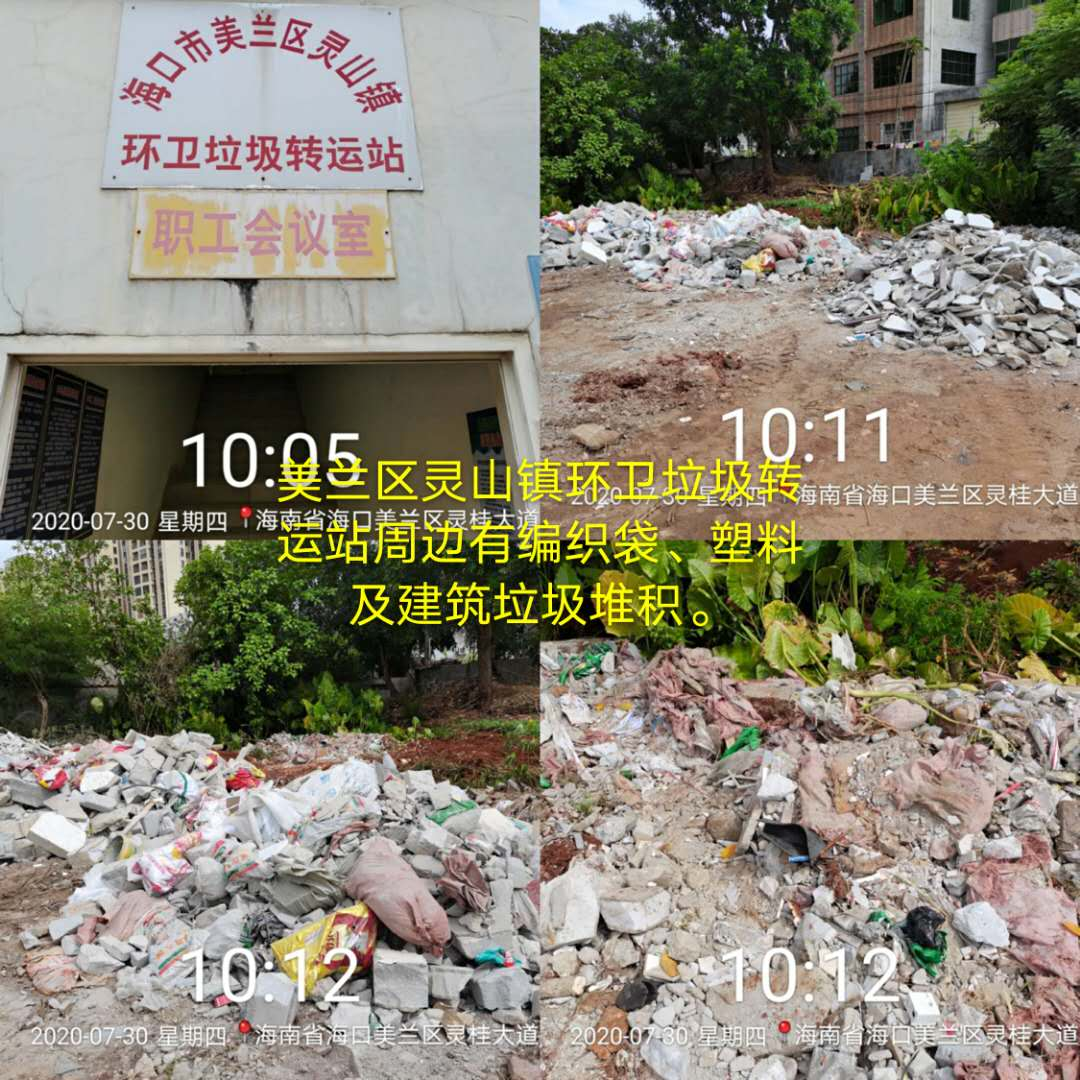 海口市美兰区灵山镇
环卫垃圾转运站
职工会议室
10:05
2020-07-30 星期四 海南省海口美兰区灵桂大道
10:11
2020-07-30 星期四 海南省海口美兰区灵桂大道
美兰区灵山镇环卫垃圾转
运站周边有编织袋、塑料
及建筑垃圾堆积。
10:12
2020-07-30 星期四 海南省海口美兰区灵桂大道
10:12
2020-07-30 星期四 海南省海口美兰区灵桂大道